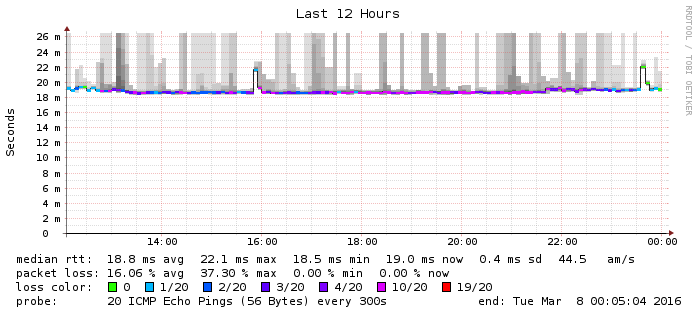 Last 12 Hours
RRDTOOL / TOBI OETIKER
Seconds
26 m
24 m
22 m
20 m
18 m
16 m
14 m
12 m
10 m
8 m
6 m
4 m
2 m
0
14:00 16:00 18:00 20:00 22:00 00:00
median rtt: 18.8 ms avg 22.1 ms max 18.5 ms min 19.0 ms now 0.4 ms sd 44.5 am/s
packet loss: 16.06 % avg 37.30 % max 0.00 % min 0.00 % now
loss color: 0 1/20 2/20 3/20 4/20 10/20 19/20
probe: 20 ICMP Echo Pings (56 Bytes) every 300s end: Tue Mar 8 00:05:04 2016